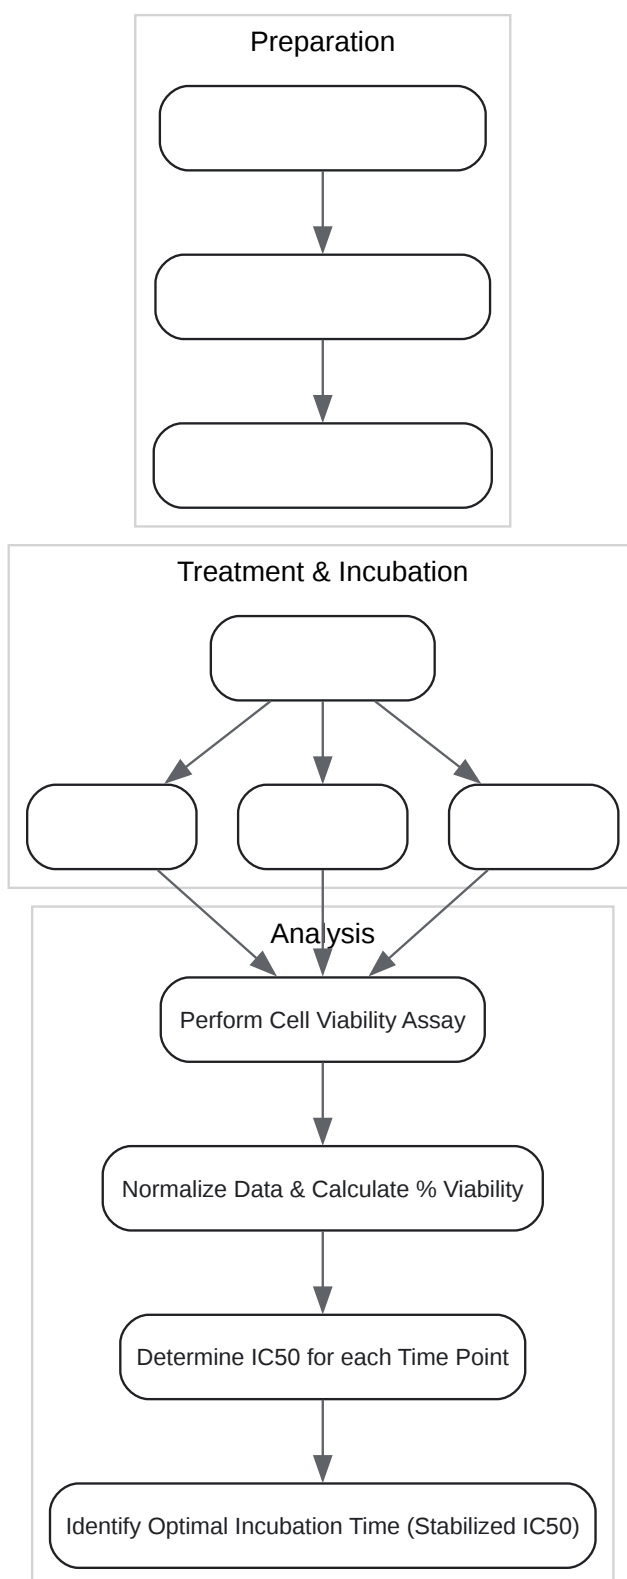 Preparation
Treatment & Incubation
Analysis
Perform Cell Viability Assay
Normalize Data & Calculate % Viability
Determine IC50 for each Time Point
Identify Optimal Incubation Time (Stabilized IC50)